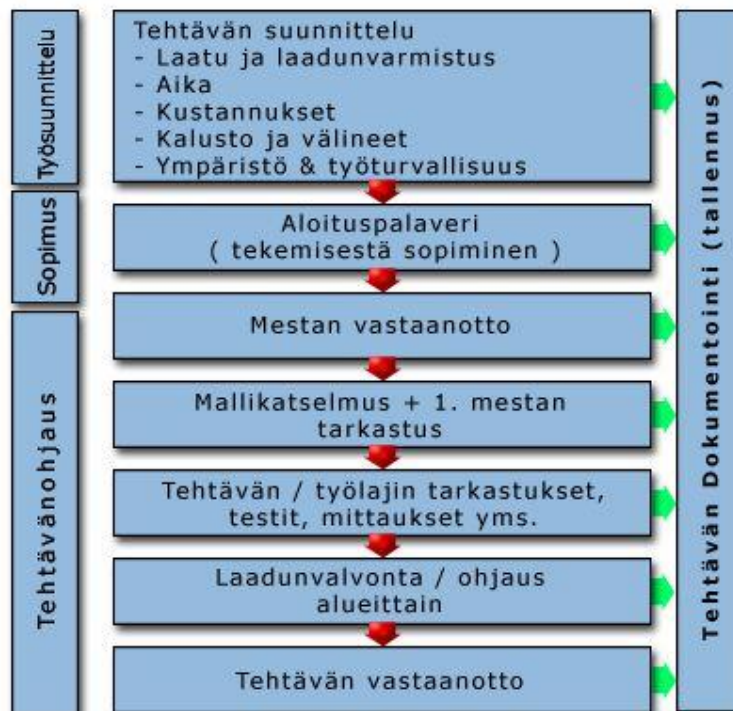 Työsuunnittelu
Tehtävän suunnittelu
- Laatu ja laadunvarmistus
- Aika
- Kustannukset
- Kalusto ja välineet
- Ympäristö & työturvallisuus
Sopimus
Aloituspalaveri
( tekemisestä sopiminen )
Tehtävänohjaus
Mestan vastaanotto
Mallikatselmus + 1. mestan
tarkastus
Tehtävän / työlajin tarkastukset,
testit, mittaukset yms.
Laadunvalvonta / ohjaus
alueittain
Tehtävän vastaanotto
Tehtävän Dokumentointi (tallennus)